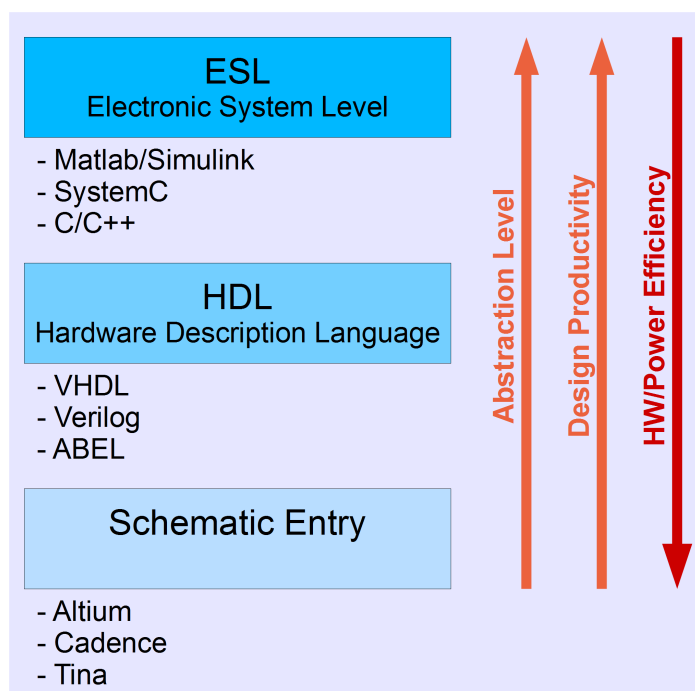 ESL
Electronic System Level
- Matlab/Simulink
- SystemC
- C/C++
HDL
Hardware Description Language
- VHDL
- Verilog
- ABEL
Schematic Entry
- Altium
- Cadence
- Tina
Abstraction Level
Design Productivity
HW/Power Efficiency